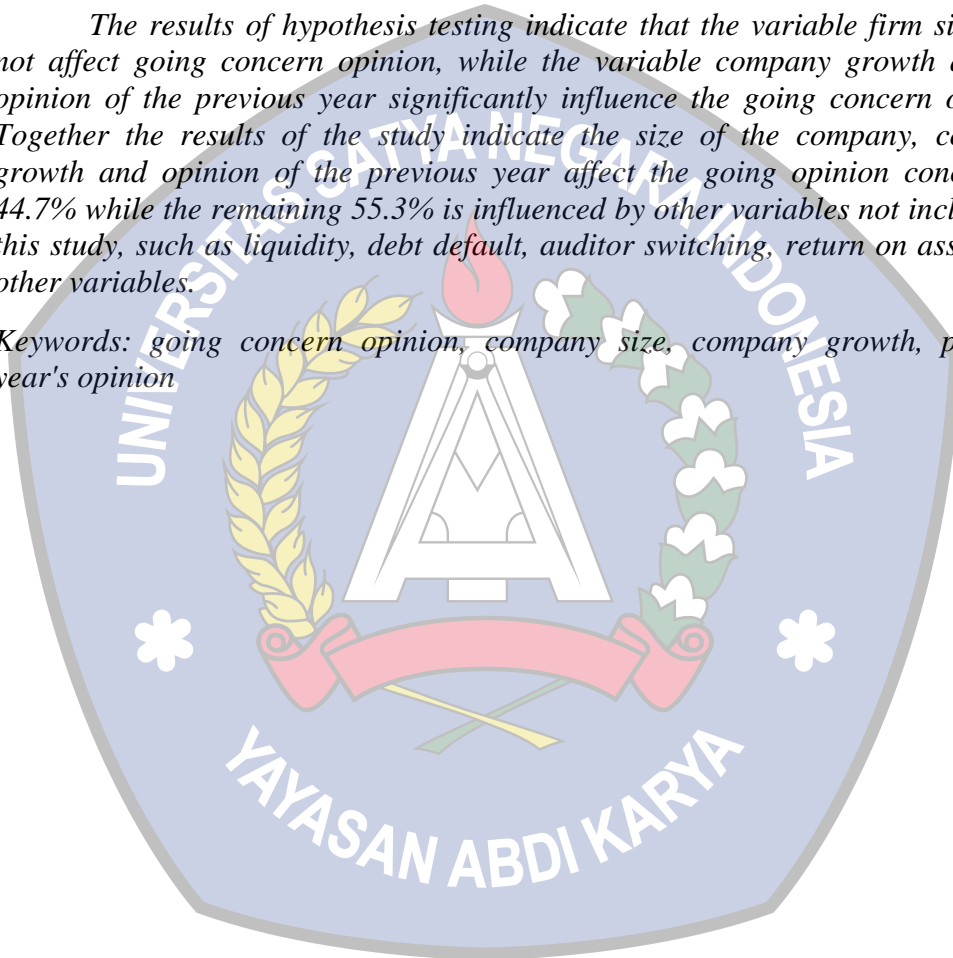 The results of hypothesis testing indicate that the variable firm
not affect going concern opinion, while the variable company growth
opinion of the previous year significantly influence the going concern
Together the results of the study indicate the size of the company,
growth and opinion of the previous year affect the going opinion
44.7% while the remaining 55.3% is influenced by other variables not
this study, such as liquidity, debt default, auditor switching, return on
other variables.
Keywords: going concern opinion, company size, company growth,
year's opinion
UNIVERSITAS SATYA NEGARA INDONESIA
YAYASAN ABDI KARYA